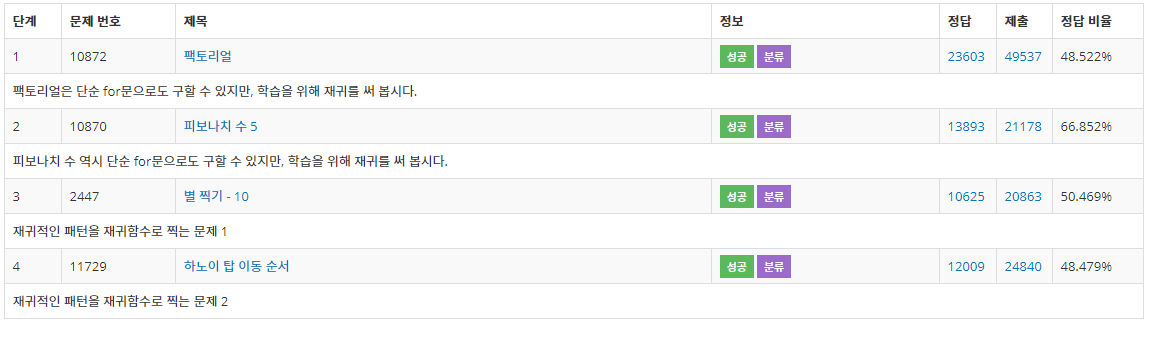 단계 문제 번호 제목 정보 정답 제출 정답 비율
1 10872 팩토리얼 성공 분류 23603 49537 48.522%
팩토리얼은 단순 for문으로도 구할 수 있지만, 학습을 위해 재귀를 써 봅시다.
2 10870 피보나치 수 5 성공 분류 13893 21178 66.852%
피보나치 수 역시 단순 for문으로도 구할 수 있지만, 학습을 위해 재귀를 써 봅시다.
3 2447 별 찍기 - 10 성공 분류 10625 20863 50.469%
재귀적인 패턴을 재귀함수로 찍는 문제 1
4 11729 하노이 탑 이동 순서 성공 분류 12009 24840 48.479%
재귀적인 패턴을 재귀함수로 찍는 문제 2